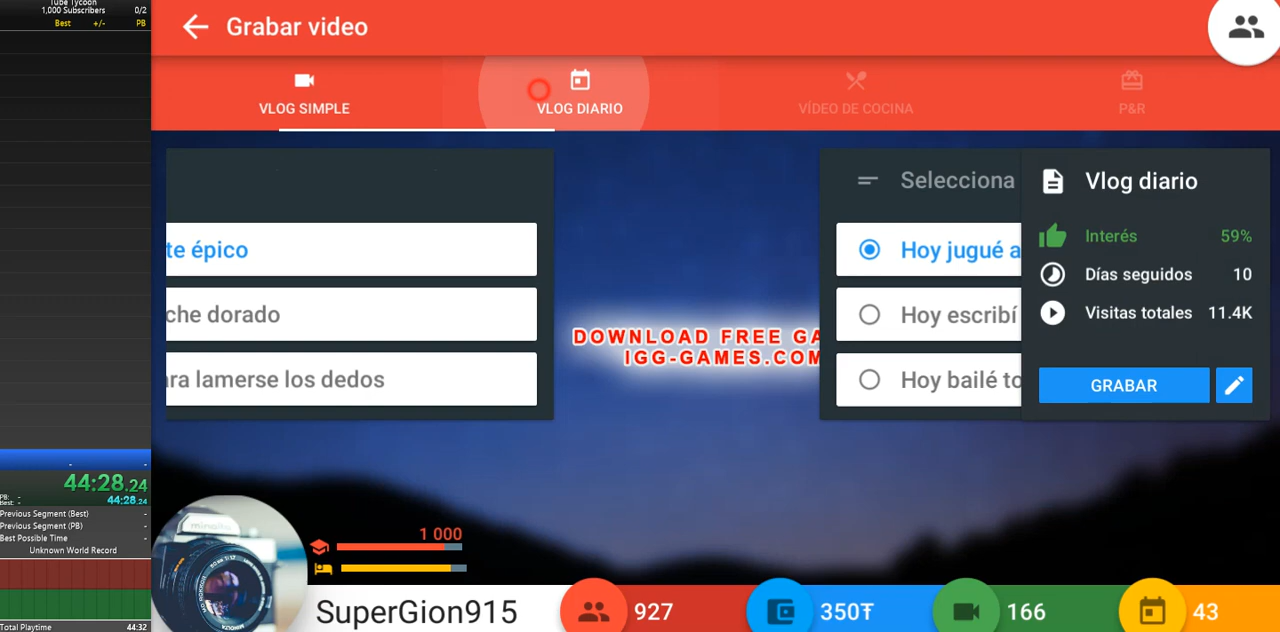 Tube Tycoon
1,000 Subscribers 0/2
Best +/- PB
Grabar video
VLOG SIMPLE
VLOG DIARIO
VÍDEO DE COCINA
P&R
te épico
che dorado
ara lamerse los dedos
DOWNLOAD FREE GA
IGG-GAMES.COM
Selecciona
Hoy jugué a
Hoy escribí
Hoy bailé to
Vlog diario
Interés 59%
Días seguidos 10
Visitas totales 11.4K
GRABAR
- -
44:28.24
PB: -
Best: - 44:28.24
Previous Segment (Best) -
Previous Segment (PB) -
Best Possible Time -
Unknown World Record
Total Playtime 44:32
minolta
1 000
SuperGion915
927
350₮
166
43